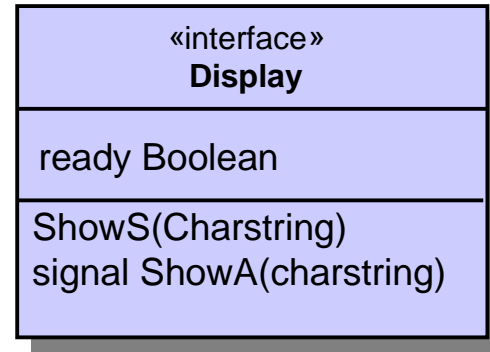 «interface»
Display
ready Boolean
ShowS(Charstring)
signal ShowA(charstring)